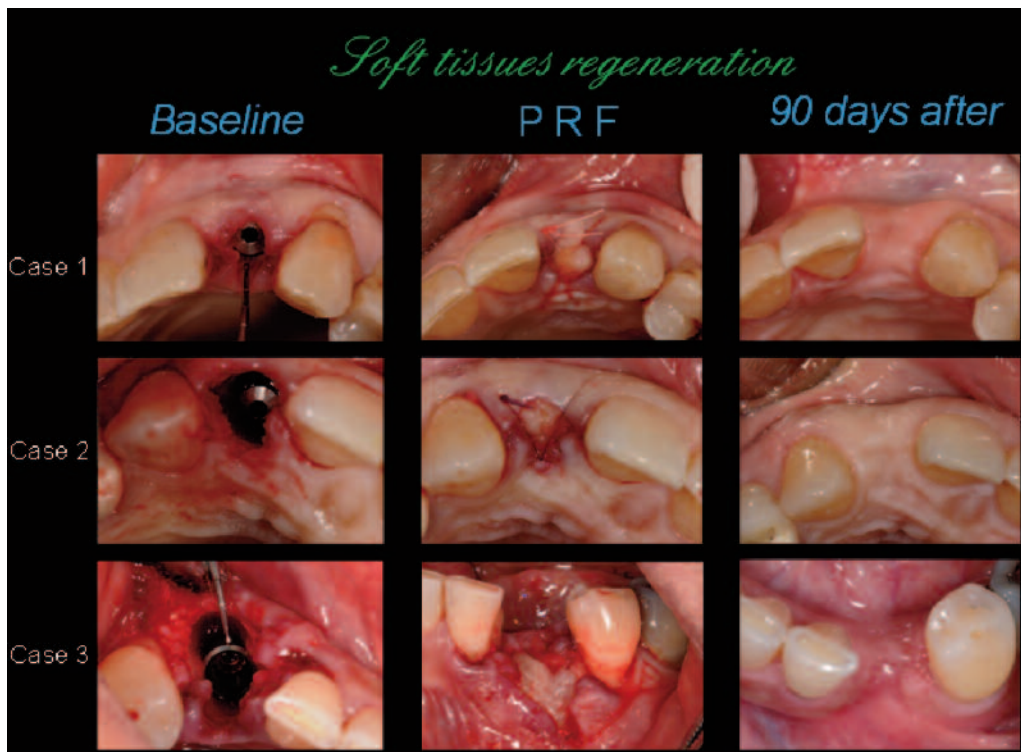 Soft tissues regeneration
Baseline
P R F
90 days after
Case 1
Case 2
Case 3